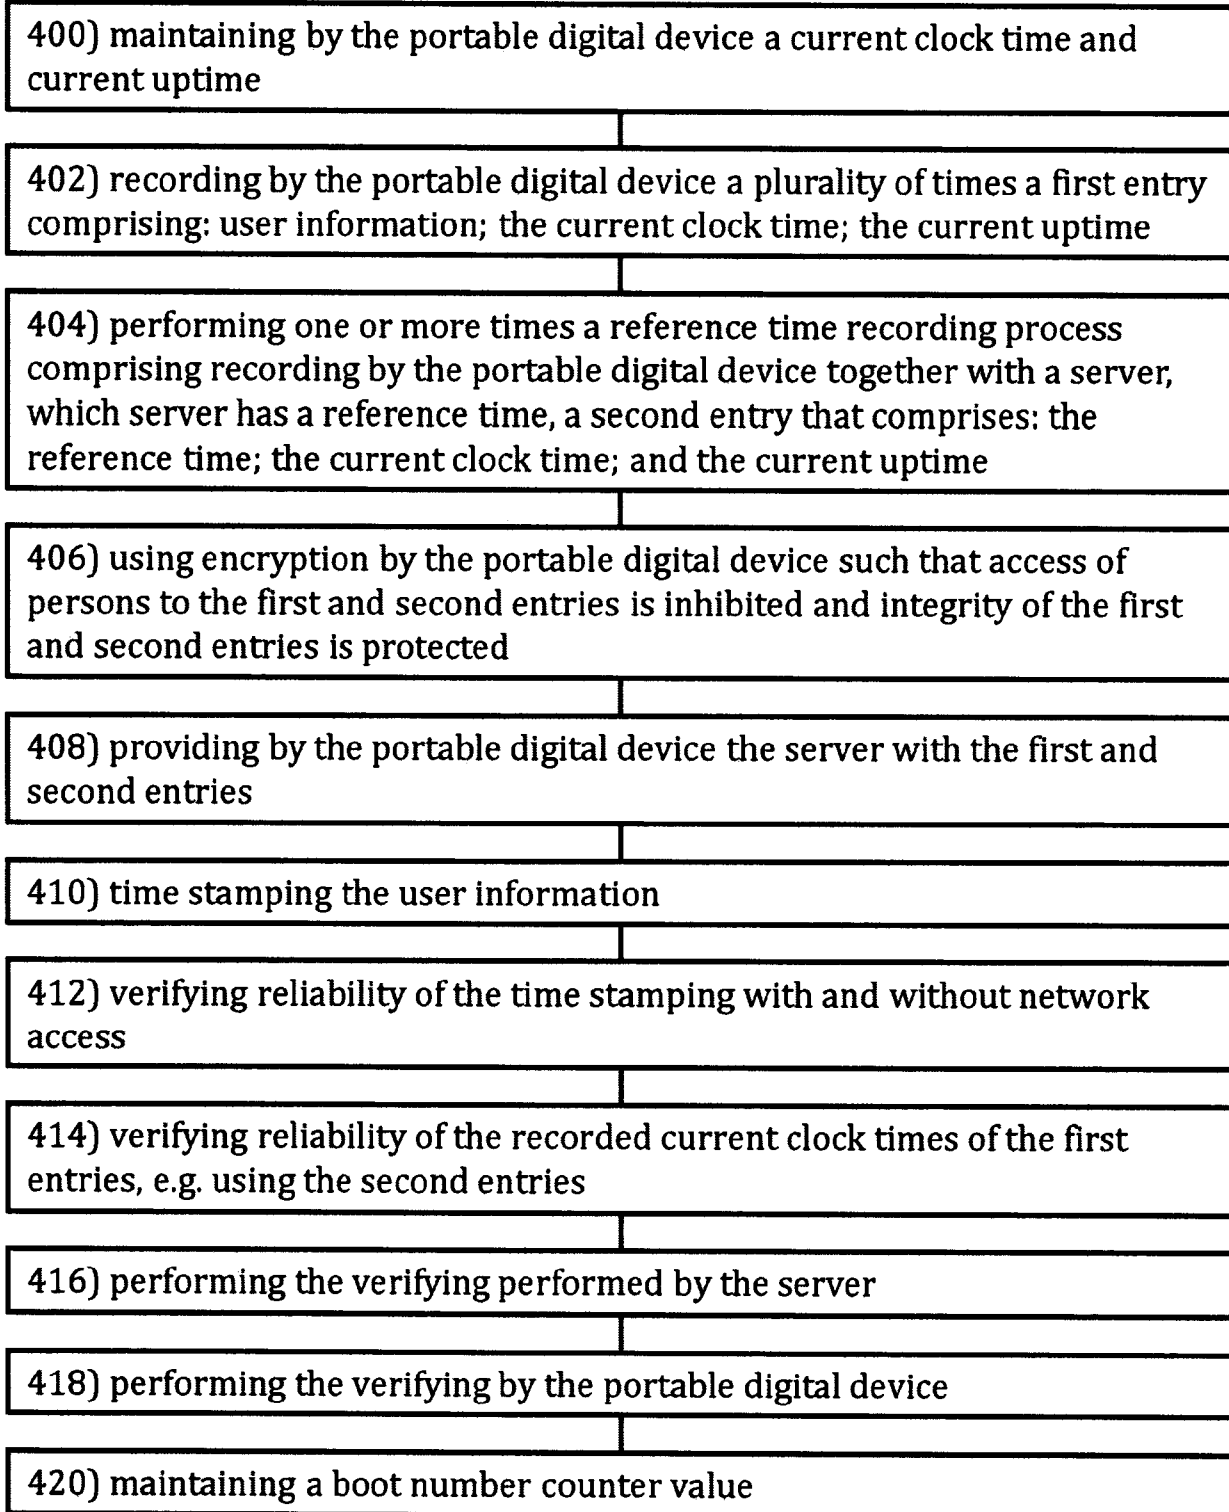 400) maintaining by the portable digital device a current clock time and
current uptime
402) recording by the portable digital device a plurality of times a first entry
comprising: user information; the current clock time; the current uptime
404) performing one or more times a reference time recording process
comprising recording by the portable digital device together with a server,
which server has a reference time, a second entry that comprises: the
reference time; the current clock time; and the current uptime
406) using encryption by the portable digital device such that access of
persons to the first and second entries is inhibited and integrity of the first
and second entries is protected
408) providing by the portable digital device the server with the first and
second entries
410) time stamping the user information
412) verifying reliability of the time stamping with and without network
access
414) verifying reliability of the recorded current clock times of the first
entries, e.g. using the second entries
416) performing the verifying performed by the server
418) performing the verifying by the portable digital device
420) maintaining a boot number counter value